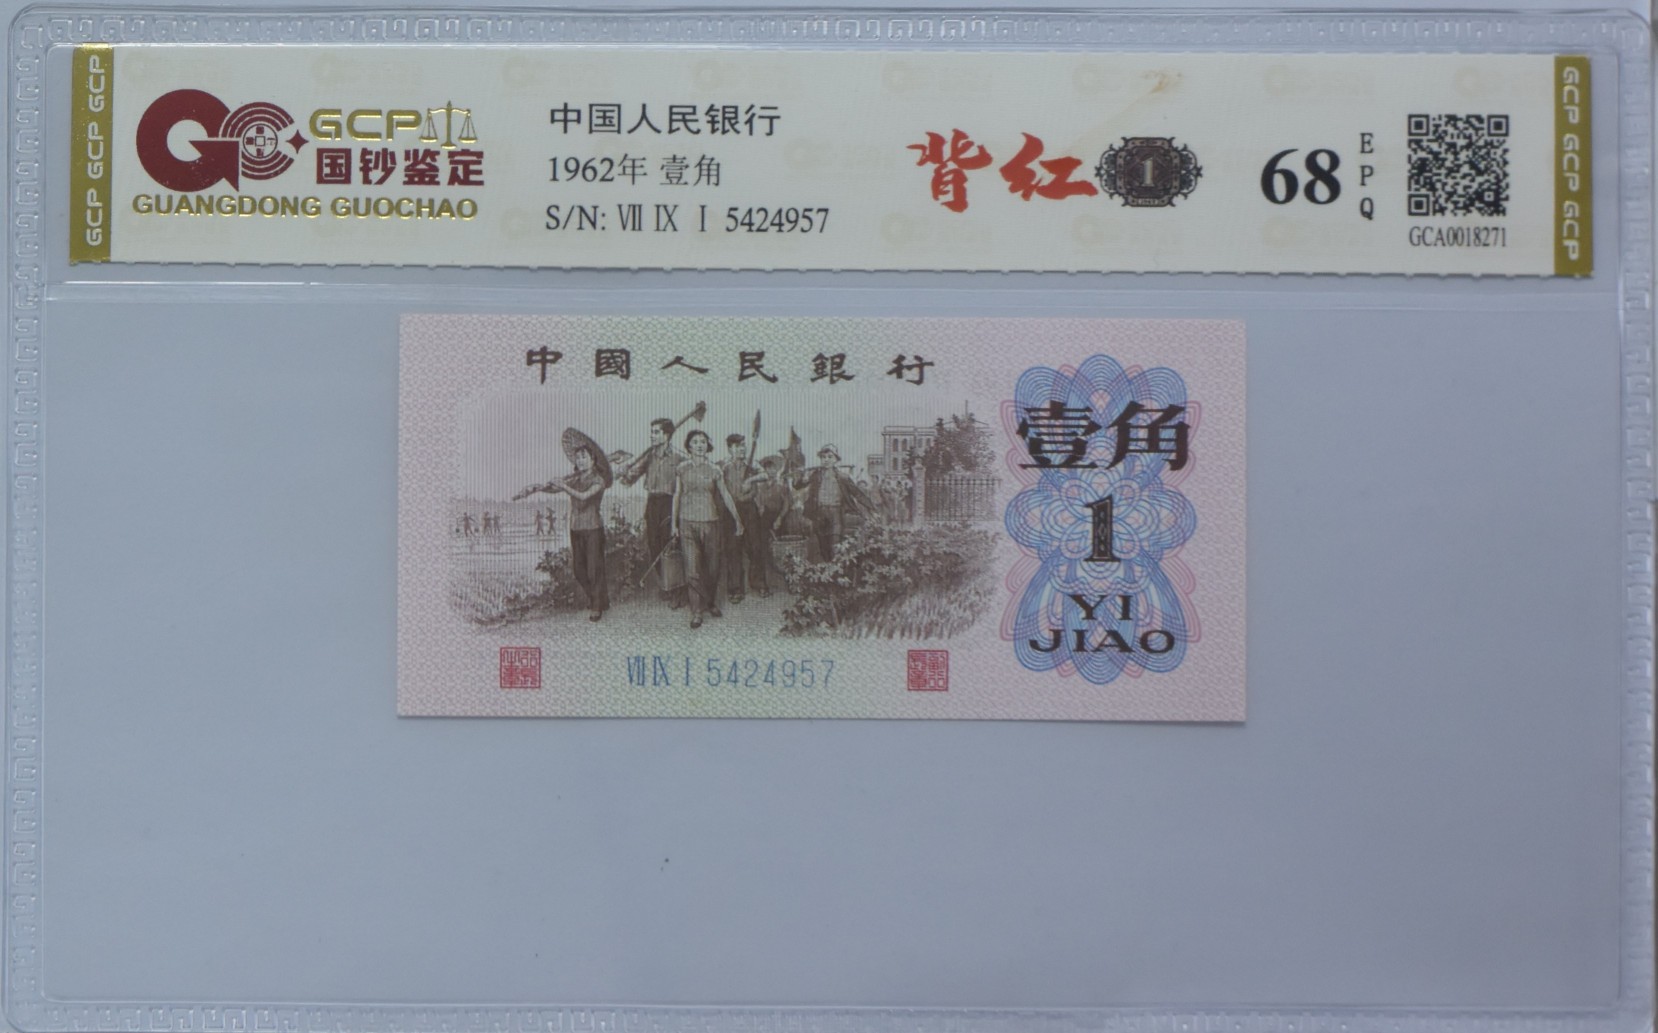 GCP GCP GCP
GCP
国钞鉴定
GUANGDONG GUOCHAO
中国人民银行
1962年 壹角
S/N: Ⅶ Ⅸ Ⅰ 5424957
背红
1
68
EPQ
GCA0018271
GCP GCP GCP
中國人民銀行
壹角
1
YI
JIAO
Ⅶ Ⅸ Ⅰ 5424957